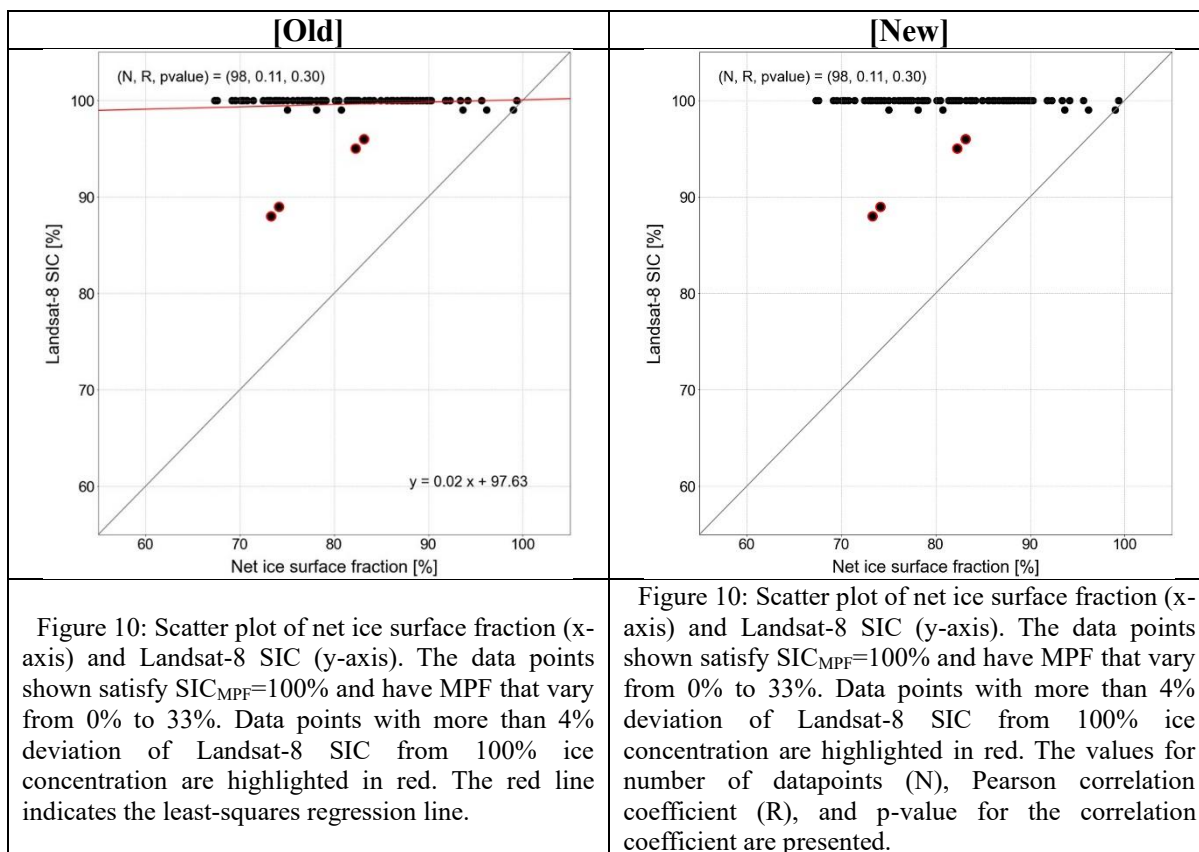 [Old]
(N, R, pvalue) = (98, 0.11, 0.30)
100
90
80
70
60
Landsat-8 SIC [%]
y = 0.02 x + 97.63
60 70 80 90 100
Net ice surface fraction [%]
Figure 10: Scatter plot of net ice surface fraction (x-
axis) and Landsat-8 SIC (y-axis). The data points
shown satisfy SIC_MPF=100% and have MPF that vary
from 0% to 33%. Data points with more than 4%
deviation of Landsat-8 SIC from 100% ice
concentration are highlighted in red. The red line
indicates the least-squares regression line.
[New]
(N, R, pvalue) = (98, 0.11, 0.30)
100
90
80
70
60
Landsat-8 SIC [%]
60 70 80 90 100
Net ice surface fraction [%]
Figure 10: Scatter plot of net ice surface fraction (x-
axis) and Landsat-8 SIC (y-axis). The data points
shown satisfy SIC_MPF=100% and have MPF that vary
from 0% to 33%. Data points with more than 4%
deviation of Landsat-8 SIC from 100% ice
concentration are highlighted in red. The values for
number of datapoints (N), Pearson correlation
coefficient (R), and p-value for the correlation
coefficient are presented.